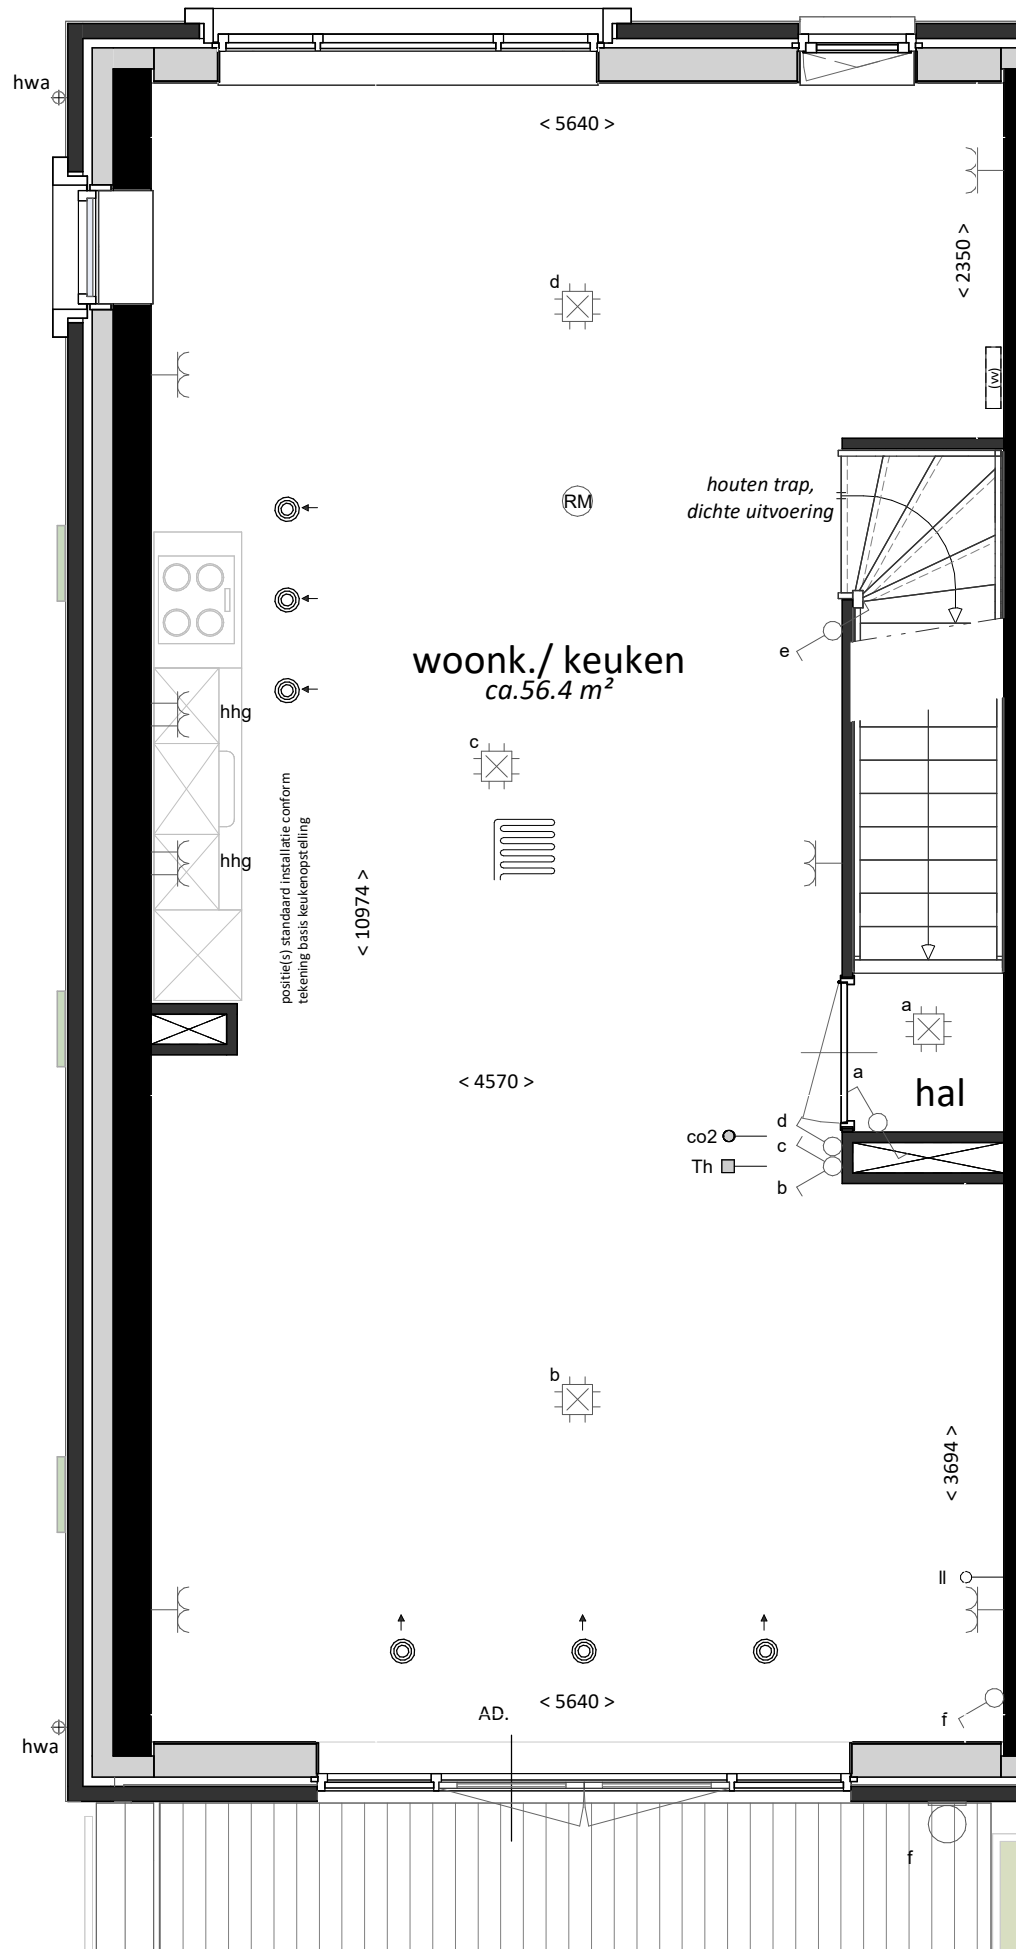 hwa
< 5640 >
< 2350 >
d
(W)
houten trap,
dichte uitvoering
RM
e
woonk./ keuken
ca.56.4 m²
hhg
c
positie(s) standaard installatie conform
tekening basis keukenopstelling
hhg
< 10974 >
a
< 4570 >
a
hal
d
co2
c
Th
b
b
< 3694 >
II
< 5640 >
AD.
f
hwa
f